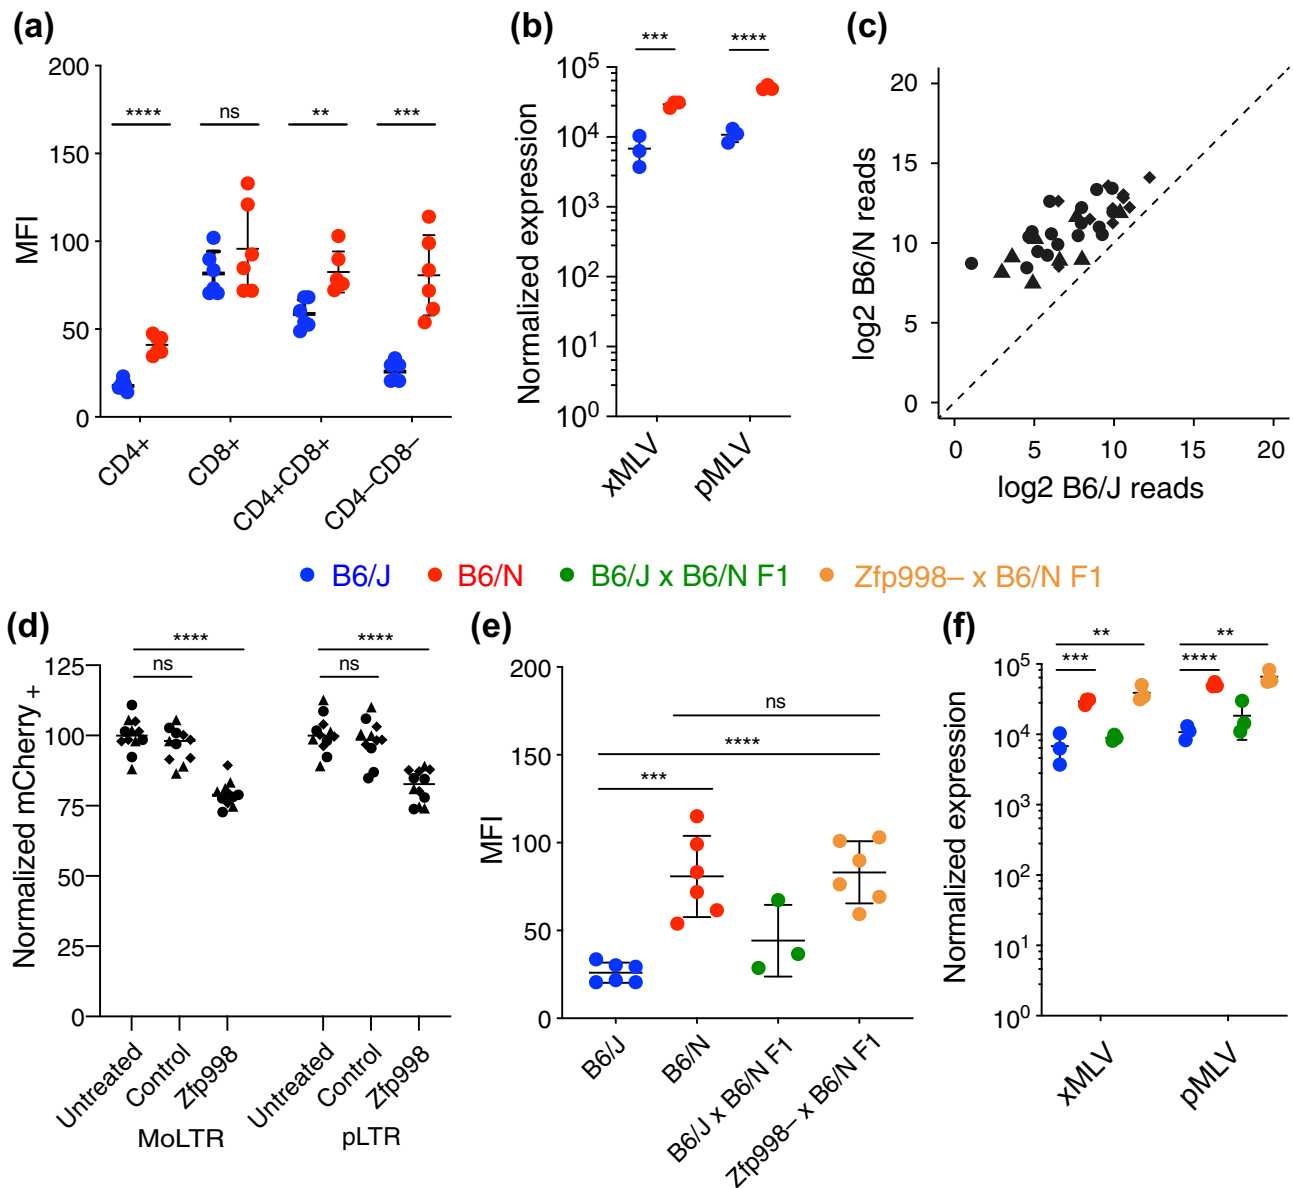 (a)
MFI
200
150
100
50
0
****
ns
**
***
CD4+
CD8+
CD4+CD8+
CD4–CD8–
(b)
Normalized expression
10^5
10^4
10^3
10^2
10^1
10^0
***
****
xMLV
pMLV
(c)
log2 B6/N reads
20
15
10
5
0
0
5
10
15
20
log2 B6/J reads
B6/J
B6/N
B6/J x B6/N F1
Zfp998– x B6/N F1
(d)
Normalized mCherry +
125
100
75
50
25
0
****
ns
****
ns
Untreated
Control
Zfp998
Untreated
Control
Zfp998
MoLTR
pLTR
(e)
MFI
200
150
100
50
0
ns
****
***
B6/J
B6/N
B6/J x B6/N F1
Zfp998– x B6/N F1
(f)
Normalized expression
10^5
10^4
10^3
10^2
10^1
10^0
**
***
**
****
xMLV
pMLV